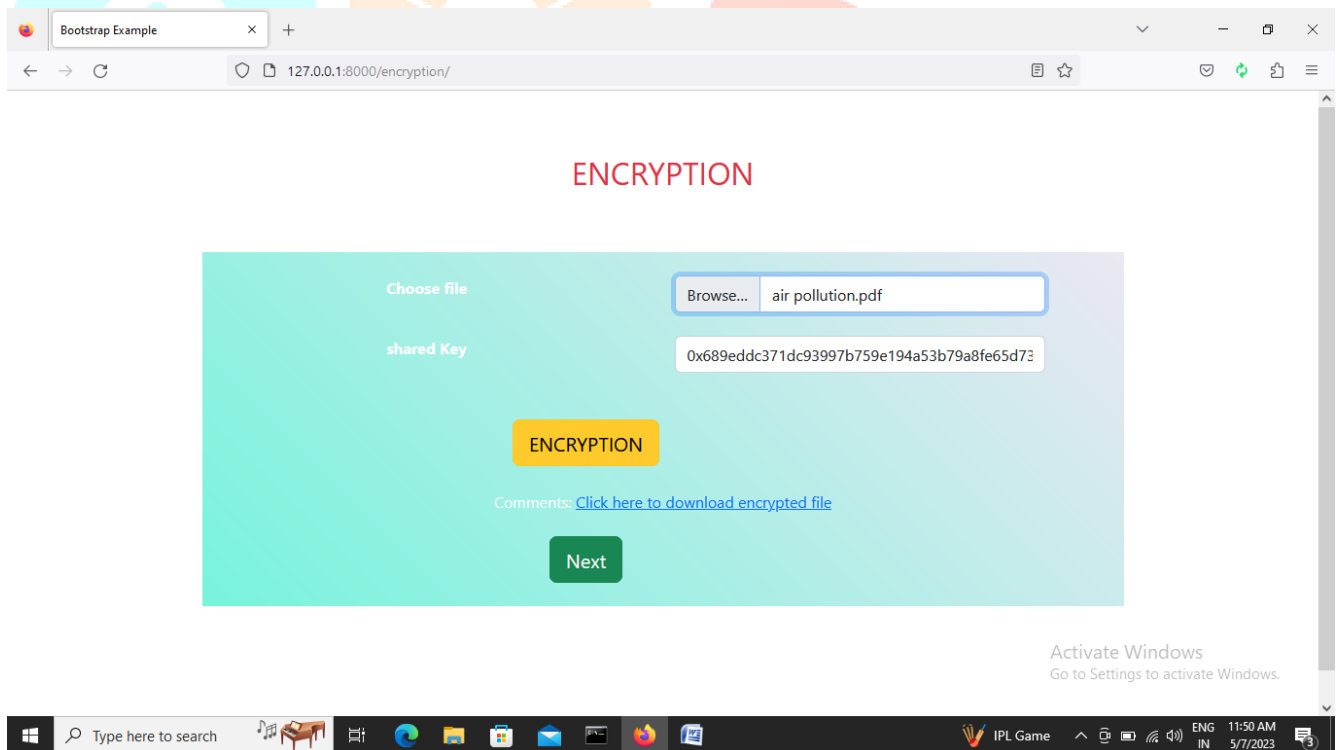 Bootstrap Example
127.0.0.1:8000/encryption/
ENCRYPTION
Choose file
Browse... air pollution.pdf
shared Key
0x689eddc371dc93997b759e194a53b79a8fe65d73
ENCRYPTION
Comments: Click here to download encrypted file
Next
Activate Windows
Go to Settings to activate Windows.
Type here to search
IPL Game
ENG
IN
11:50 AM
5/7/2023
3